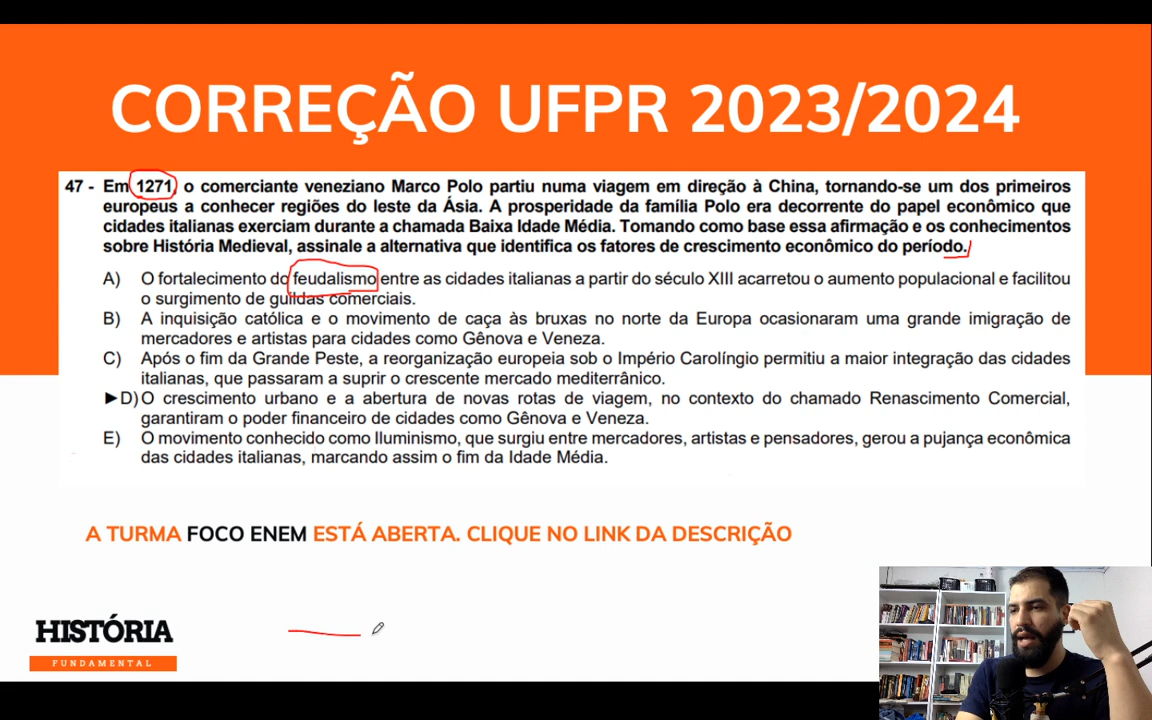 CORREÇÃO UFPR 2023/2024
47 - Em 1271, o comerciante veneziano Marco Polo partiu numa viagem em direção à China, tornando-se um dos primeiros
europeus a conhecer regiões do leste da Ásia. A prosperidade da família Polo era decorrente do papel econômico que
cidades italianas exerciam durante a chamada Baixa Idade Média. Tomando como base essa afirmação e os conhecimentos
sobre História Medieval, assinale a alternativa que identifica os fatores de crescimento econômico do período.
A) O fortalecimento do feudalismo entre as cidades italianas a partir do século XIII acarretou o aumento populacional e facilitou
o surgimento de guildas comerciais.
B) A inquisição católica e o movimento de caça às bruxas no norte da Europa ocasionaram uma grande imigração de
mercadores e artistas para cidades como Gênova e Veneza.
C) Após o fim da Grande Peste, a reorganização europeia sob o Império Carolíngio permitiu a maior integração das cidades
italianas, que passaram a suprir o crescente mercado mediterrânico.
►D) O crescimento urbano e a abertura de novas rotas de viagem, no contexto do chamado Renascimento Comercial,
garantiram o poder financeiro de cidades como Gênova e Veneza.
E) O movimento conhecido como Iluminismo, que surgiu entre mercadores, artistas e pensadores, gerou a pujança econômica
das cidades italianas, marcando assim o fim da Idade Média.
A TURMA FOCO ENEM ESTÁ ABERTA. CLIQUE NO LINK DA DESCRIÇÃO
HISTÓRIA
FUNDAMENTAL